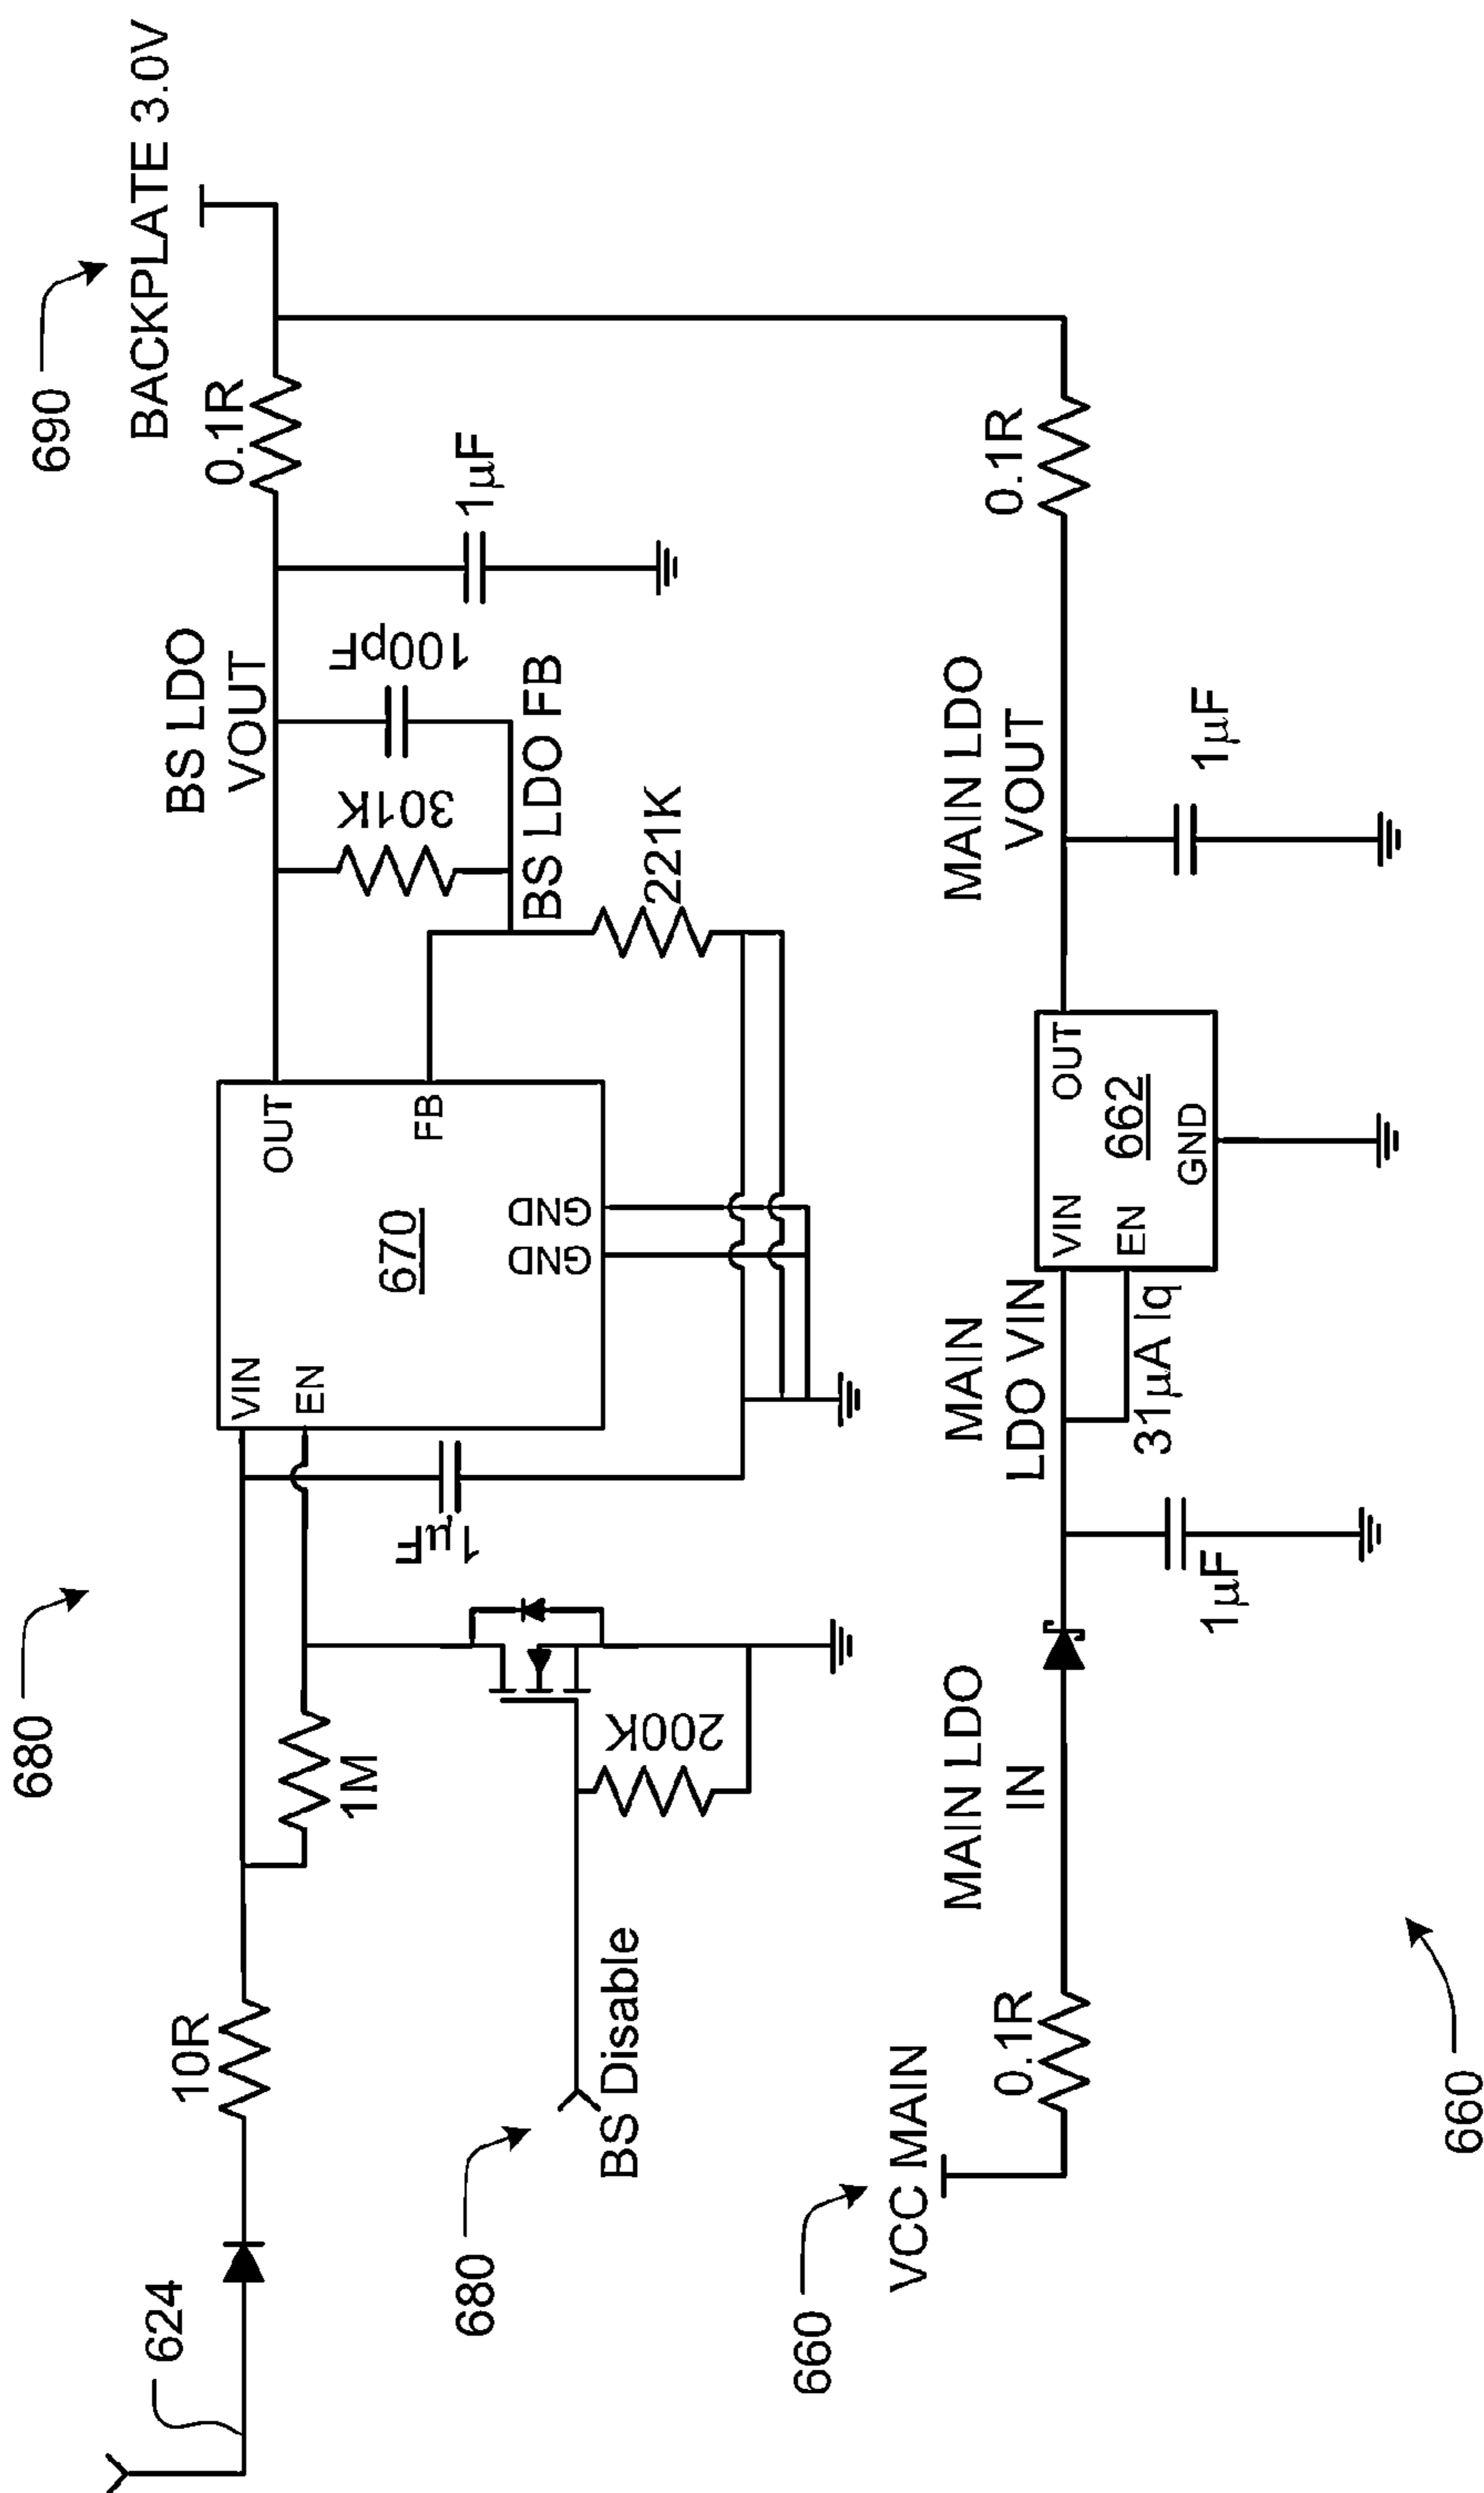 690
BACKPLATE 3.0V
0.1R
1µF
BS LDO
VOUT
100pF
301K
BS LDO FB
221K
OUT
FB
670
GND
GND
VIN
EN
1µF
680
1M
200K
10R
624
BS Disable
680
0.1R
MAIN LDO
VOUT
1µF
OUT
662
GND
VIN
EN
MAIN
LDO VIN
31µA Iq
1µF
MAIN LDO
IN
0.1R
VCC MAIN
660
660